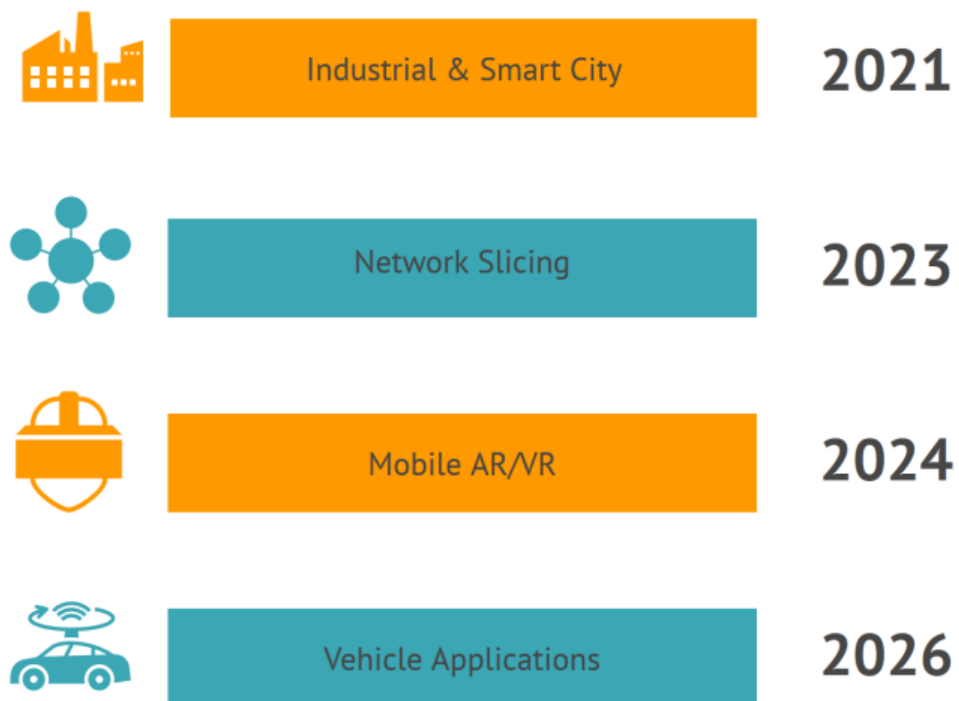 Industrial & Smart City 2021
Network Slicing 2023
Mobile AR/VR 2024
Vehicle Applications 2026